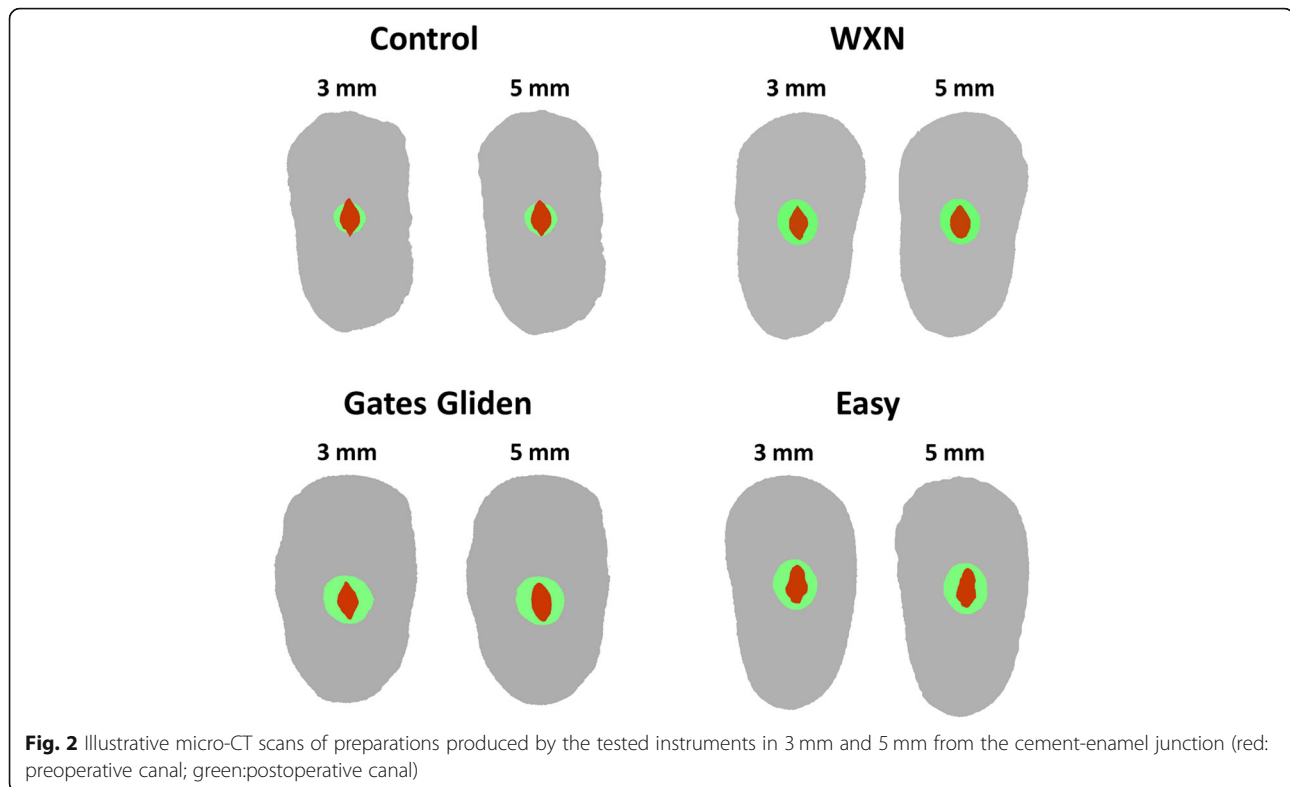 Control
3 mm
5 mm
WXN
3 mm
5 mm
Gates Gliden
3 mm
5 mm
Easy
3 mm
5 mm
Fig. 2 Illustrative micro-CT scans of preparations produced by the tested instruments in 3 mm and 5 mm from the cement-enamel junction (red:
preoperative canal; green:postoperative canal)